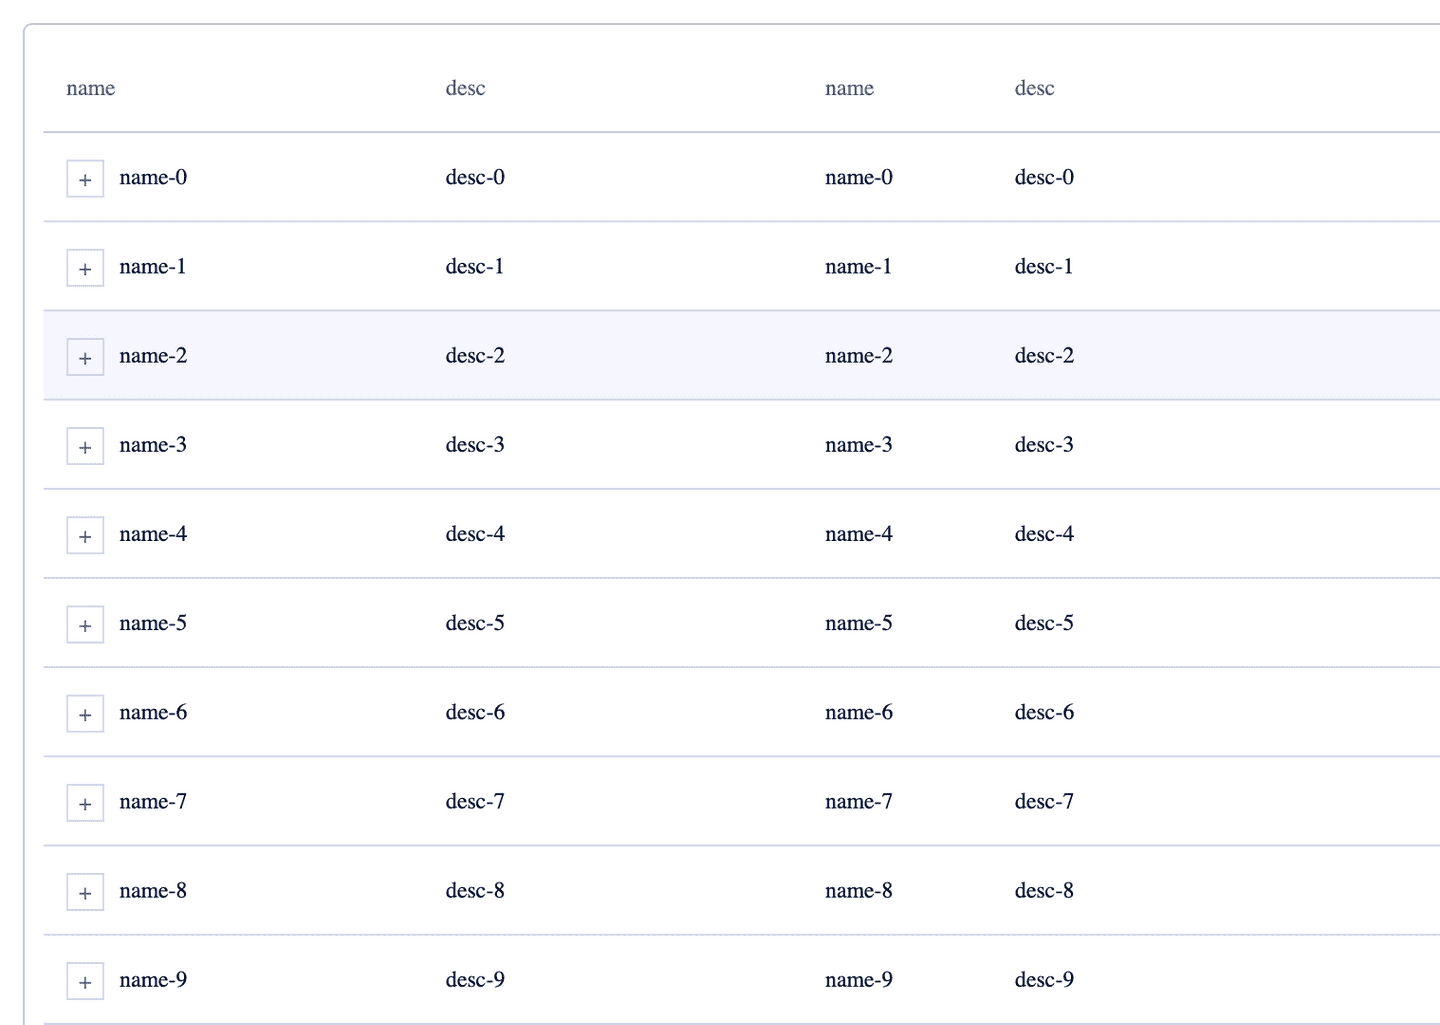 name desc name desc
+ name-0 desc-0 name-0 desc-0
+ name-1 desc-1 name-1 desc-1
+ name-2 desc-2 name-2 desc-2
+ name-3 desc-3 name-3 desc-3
+ name-4 desc-4 name-4 desc-4
+ name-5 desc-5 name-5 desc-5
+ name-6 desc-6 name-6 desc-6
+ name-7 desc-7 name-7 desc-7
+ name-8 desc-8 name-8 desc-8
+ name-9 desc-9 name-9 desc-9